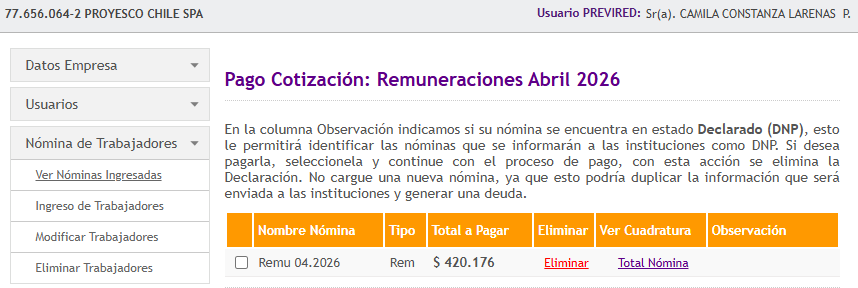 77.656.064-2 PROYESCO CHILE SPA
Usuario PREVIRED: Sr(a). CAMILA CONSTANZA LARENAS P.
Datos Empresa
Usuarios
Nómina de Trabajadores
Ver Nóminas Ingresadas
Ingreso de Trabajadores
Modificar Trabajadores
Eliminar Trabajadores
Pago Cotización: Remuneraciones Abril 2026
En la columna Observación indicamos si su nómina se encuentra en estado Declarado (DNP), esto
le permitirá identificar las nóminas que se informarán a las instituciones como DNP. Si desea
pagarla, seleccionela y continue con el proceso de pago, con esta acción se elimina la
Declaración. No cargue una nueva nómina, ya que esto podría duplicar la información que será
enviada a las instituciones y generar una deuda.
Nombre Nómina Tipo Total a Pagar Eliminar Ver Cuadratura Observación
Remu 04.2026 Rem $ 420.176 Eliminar Total Nómina